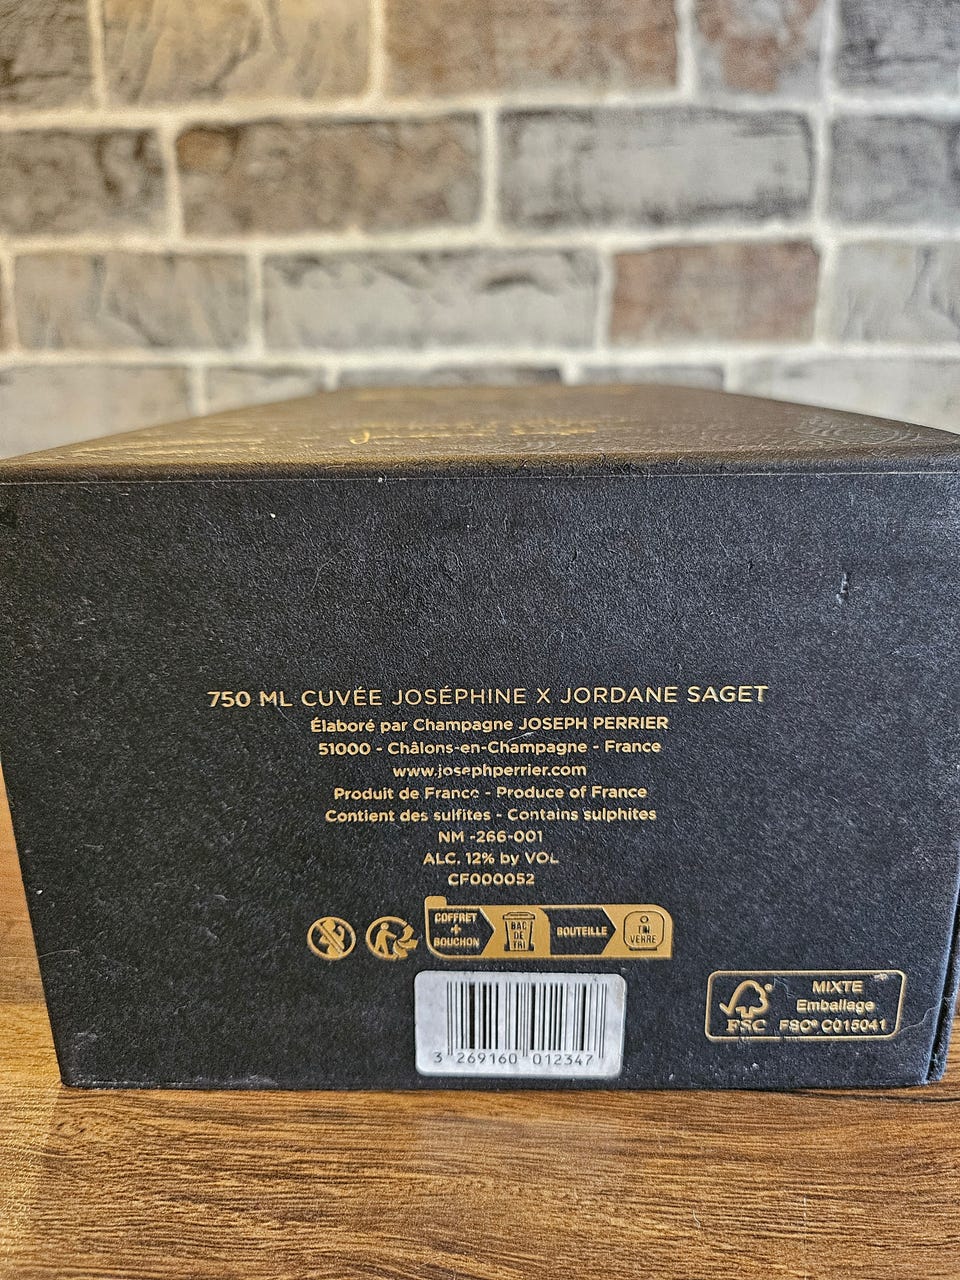 750 ML CUVÉE JOSÉPHINE X JORDANE SAGET
Élaboré par Champagne JOSEPH PERRIER
51000 - Châlons-en-Champagne - France
www.josephperrier.com
Produit de France - Produce of France
Contient des sulfites - Contains sulphites
NM -266-001
ALC. 12% by VOL
CF000052
COFFRET
+
BOUCHON
BAC
DE
TRI
BOUTEILLE
VERRE
3 269160 012347
FSC
MIXTE
Emballage
FSC® C015041